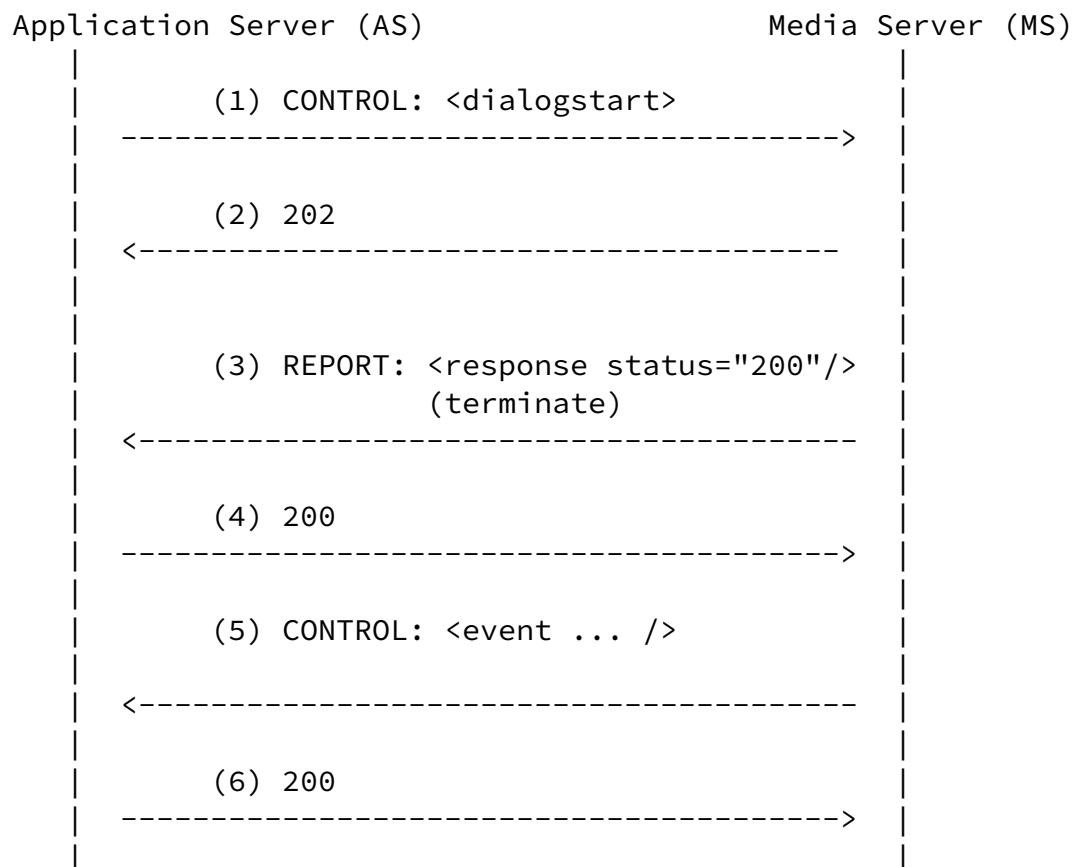 Application Server (AS) Media Server (MS)
(1) CONTROL: <dialogstart>
(2) 202
(3) REPORT: <response status="200"/>
(terminate)
(4) 200
(5) CONTROL: <event ... />
(6) 200